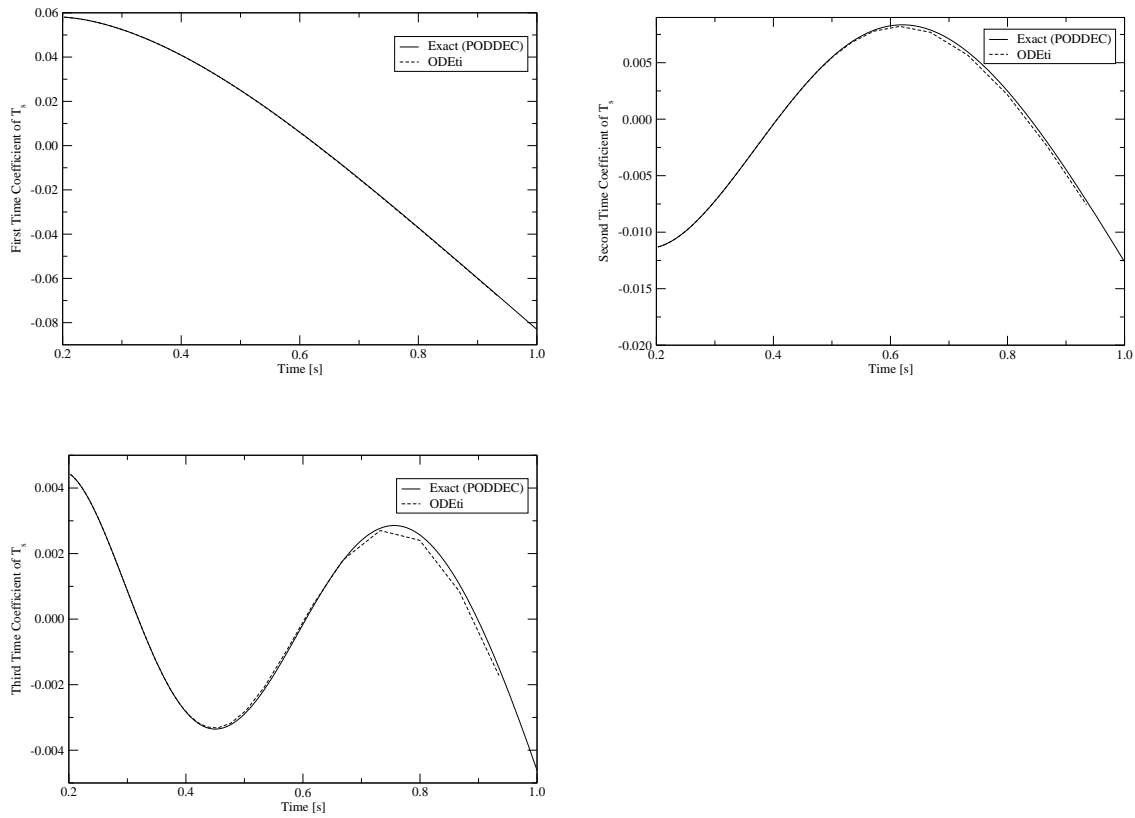 0.06
0.04
0.02
0.00
-0.02
-0.04
-0.06
-0.08
First Time Coefficient of Ts
Exact (PODDEC)
ODEti
0.2
0.4
0.6
0.8
1.0
Time [s]
0.005
0.000
-0.005
-0.010
-0.015
-0.020
Second Time Coefficient of Ts
Exact (PODDEC)
ODEti
0.2
0.4
0.6
0.8
1.0
Time [s]
0.004
0.002
0.000
-0.002
-0.004
Third Time Coefficient of Ts
Exact (PODDEC)
ODEti
0.2
0.4
0.6
0.8
1.0
Time [s]